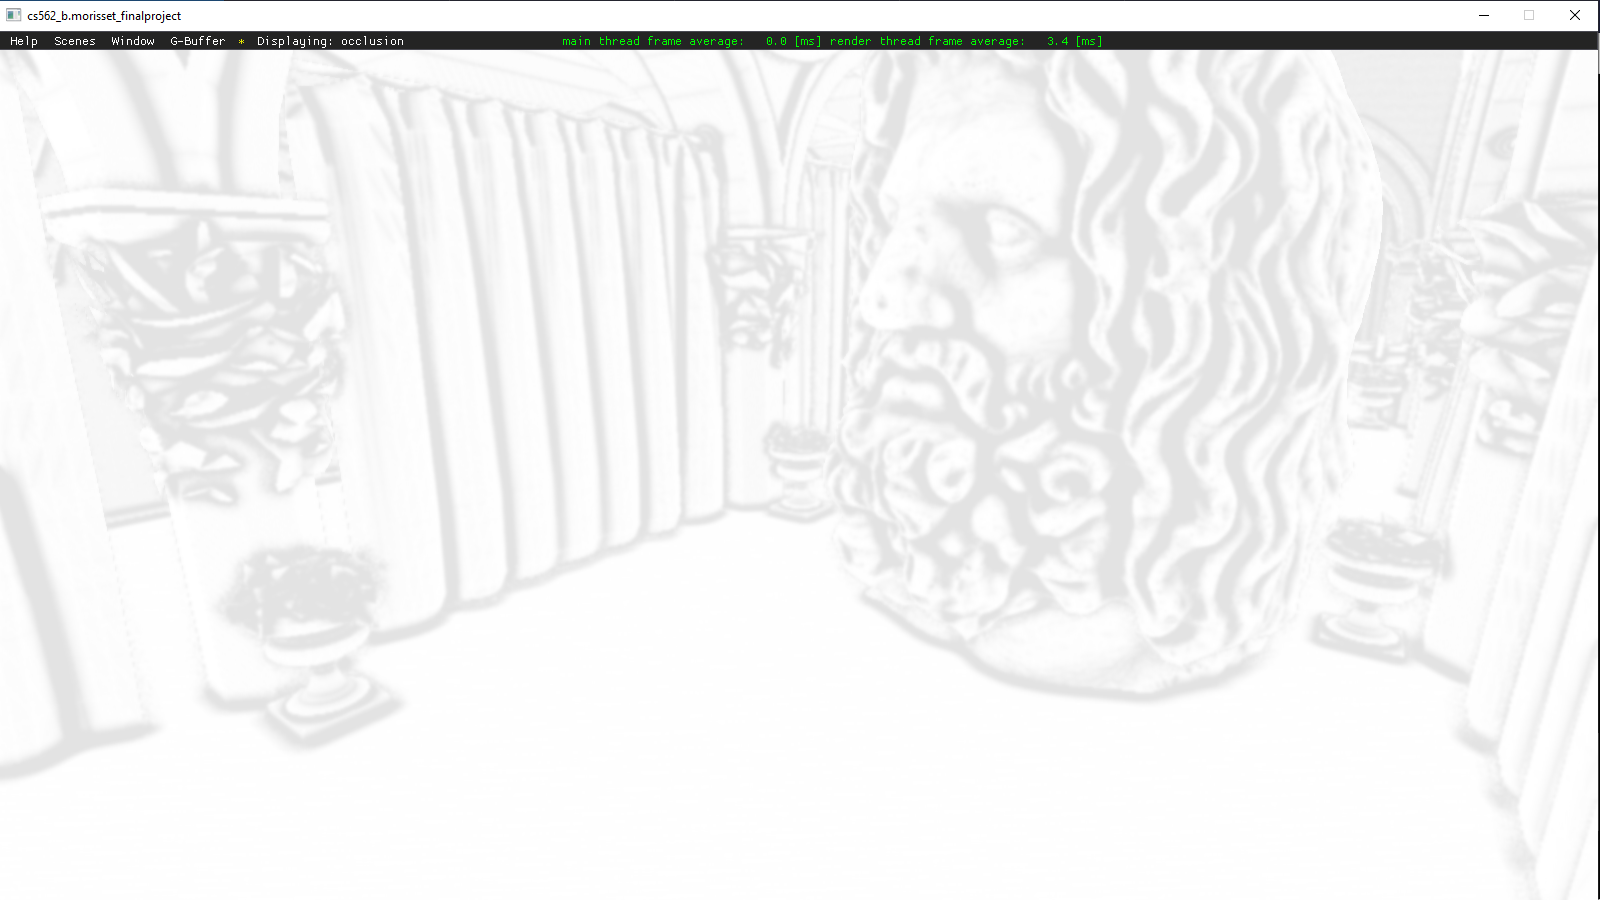 cs562_b.morisset_finalproject
Help Scenes Window G-Buffer * Displaying: occlusion main thread frame average: 0.0 [ms] render thread frame average: 3.4 [ms]